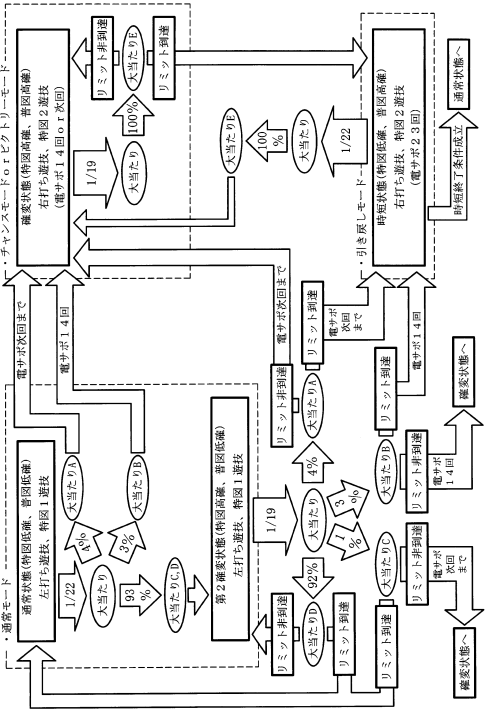 ・通常モード
通常状態(特図低確、普図低確)
左打ち遊技、特図1遊技
1/22
大当たり
4%
大当たりA
3%
大当たりB
93
%
大当たりC,D
第2確変状態(特図高確、普図低確)
左打ち遊技、特図1遊技
電サポ次回まで
電サポ14回
・チャンスモードorビクトリーモード
確変状態(特図高確、普図高確)
右打ち遊技、特図2遊技
(電サポ14回or次回)
1/19
大当たり
100%
大当たりE
リミット非到達
リミット到達
1/19
大当たり
4%
大当たりA
リミット非到達
電サポ次回まで
リミット到達
電サポ
次回
まで
3
%
大当たりB
リミット到達
電サポ14回
リミット非到達
電サポ
14回
確変状態へ
1
%
大当たりC
リミット非到達
電サポ
次回
まで
確変状態へ
リミット到達
92%
大当たりD
リミット非到達
リミット到達
・引き戻しモード
時短状態(特図低確、普図高確)
右打ち遊技、特図2遊技
(電サポ23回)
1/22
大当たり
100
%
大当たりE
時短終了条件成立
通常状態へ